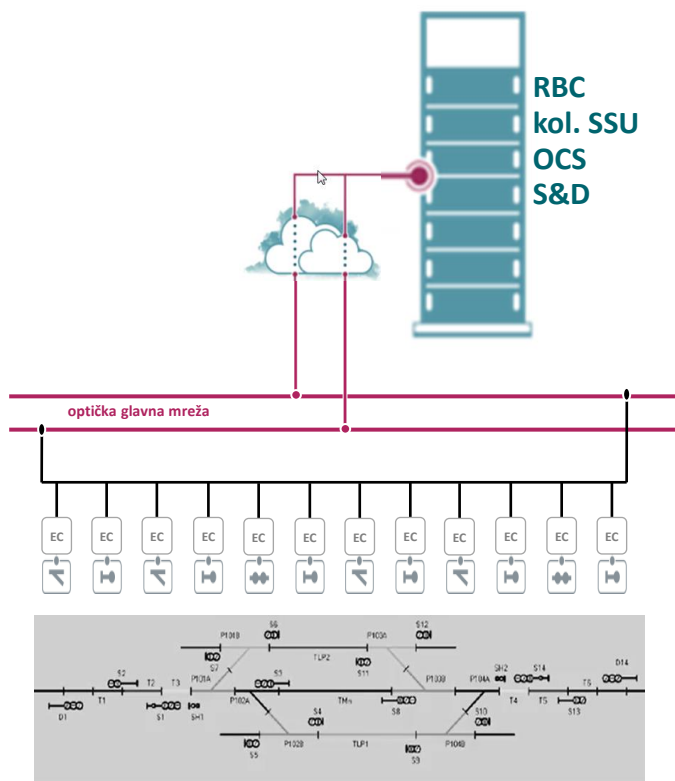 RBC
kol. SSU
OCS
S&D
optička glavna mreža
EC EC EC EC EC EC EC EC EC EC EC EC
S6 S12
P101B P103A
S7 TLP2 S11
S2 S3 SH2 S14 D14
T2 T3 P101A P103B P104A T6
D1 T1 S1 SH1 P102A TMn S8 T4 T5 S13
S4 S10
S5 P102B TLP1 S9 P104B